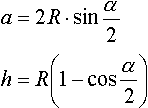 a = 2R · sin α/2
h = R(1 − cos α/2)